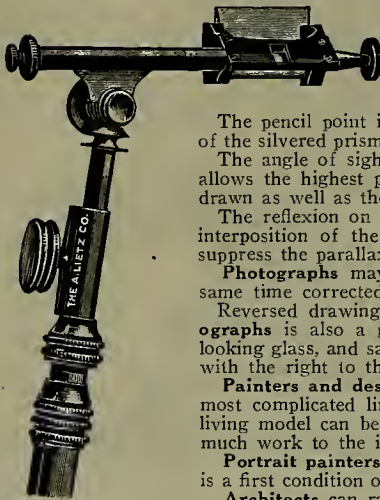 THE A. LIETZ CO.
The pencil point i
of the silvered prism
The angle of sigh
allows the highest p
drawn as well as the
The reflexion on
interposition of the
suppress the parallax
Photographs may
same time corrected
Reversed drawing
ographs is also a g
looking glass, and sa
with the right to th
Painters and des
most complicated li
living model can be
much work to the i
Portrait painters
is a first condition o
Architects can r